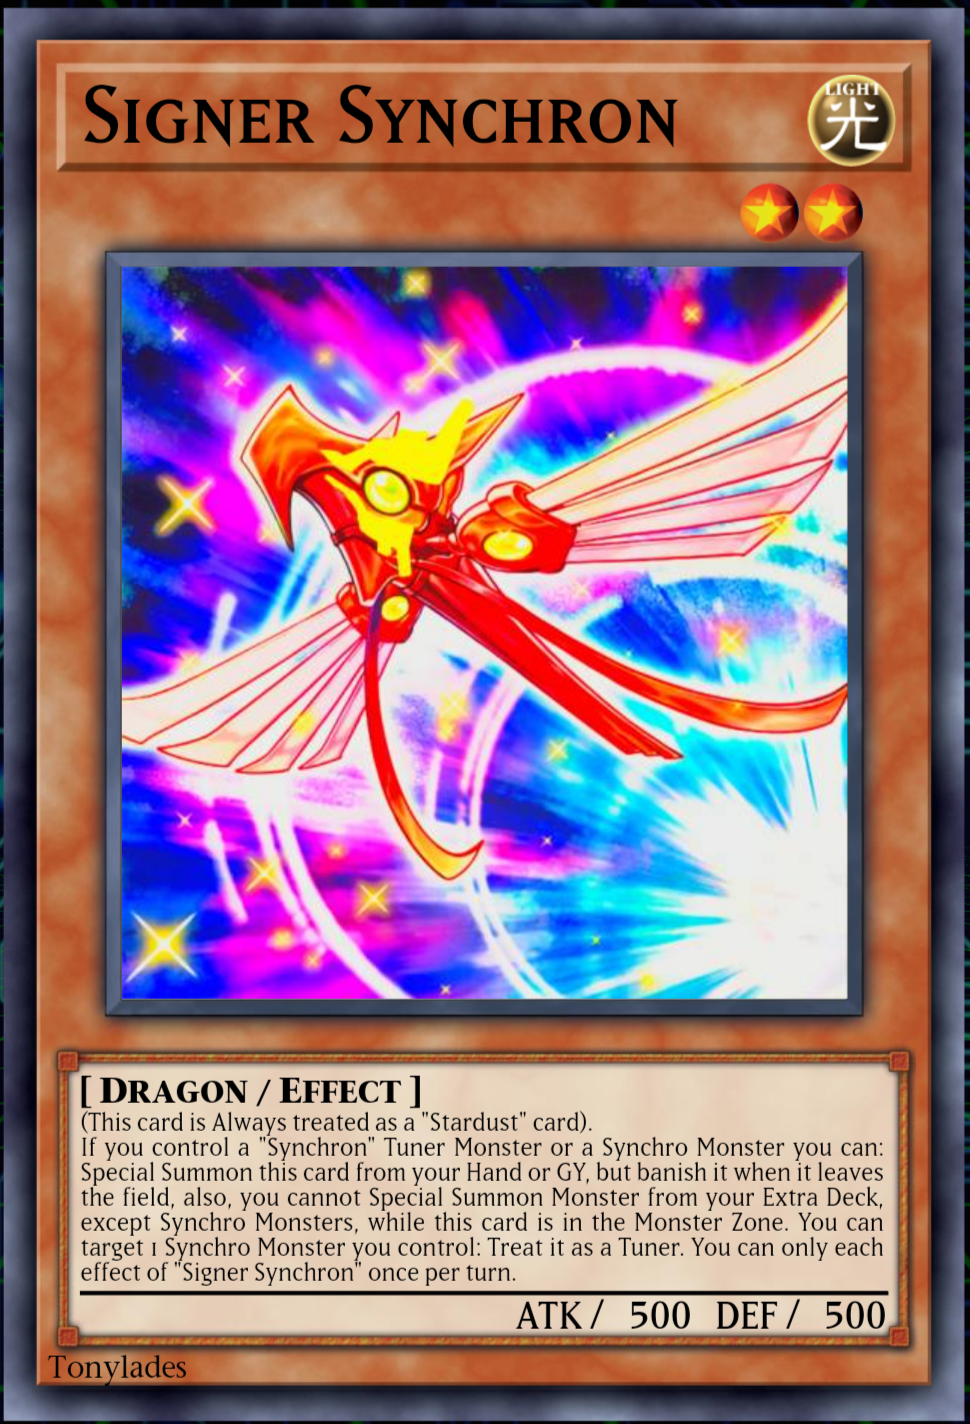 SIGNER SYNCHRON
LIGHT
光
[ DRAGON / EFFECT ]
(This card is Always treated as a "Stardust" card).
If you control a "Synchron" Tuner Monster or a Synchro Monster you can:
Special Summon this card from your Hand or GY, but banish it when it leaves
the field, also, you cannot Special Summon Monster from your Extra Deck,
except Synchro Monsters, while this card is in the Monster Zone. You can
target 1 Synchro Monster you control: Treat it as a Tuner. You can only each
effect of "Signer Synchron" once per turn.
ATK / 500 DEF / 500
Tonylades